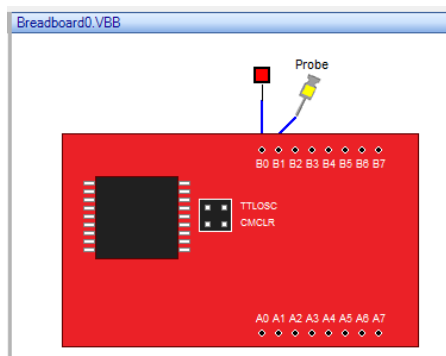 Breadboard0.VBB
Probe
B0 B1 B2 B3 B4 B5 B6 B7
TTLOSC
CMCLR
A0 A1 A2 A3 A4 A5 A6 A7